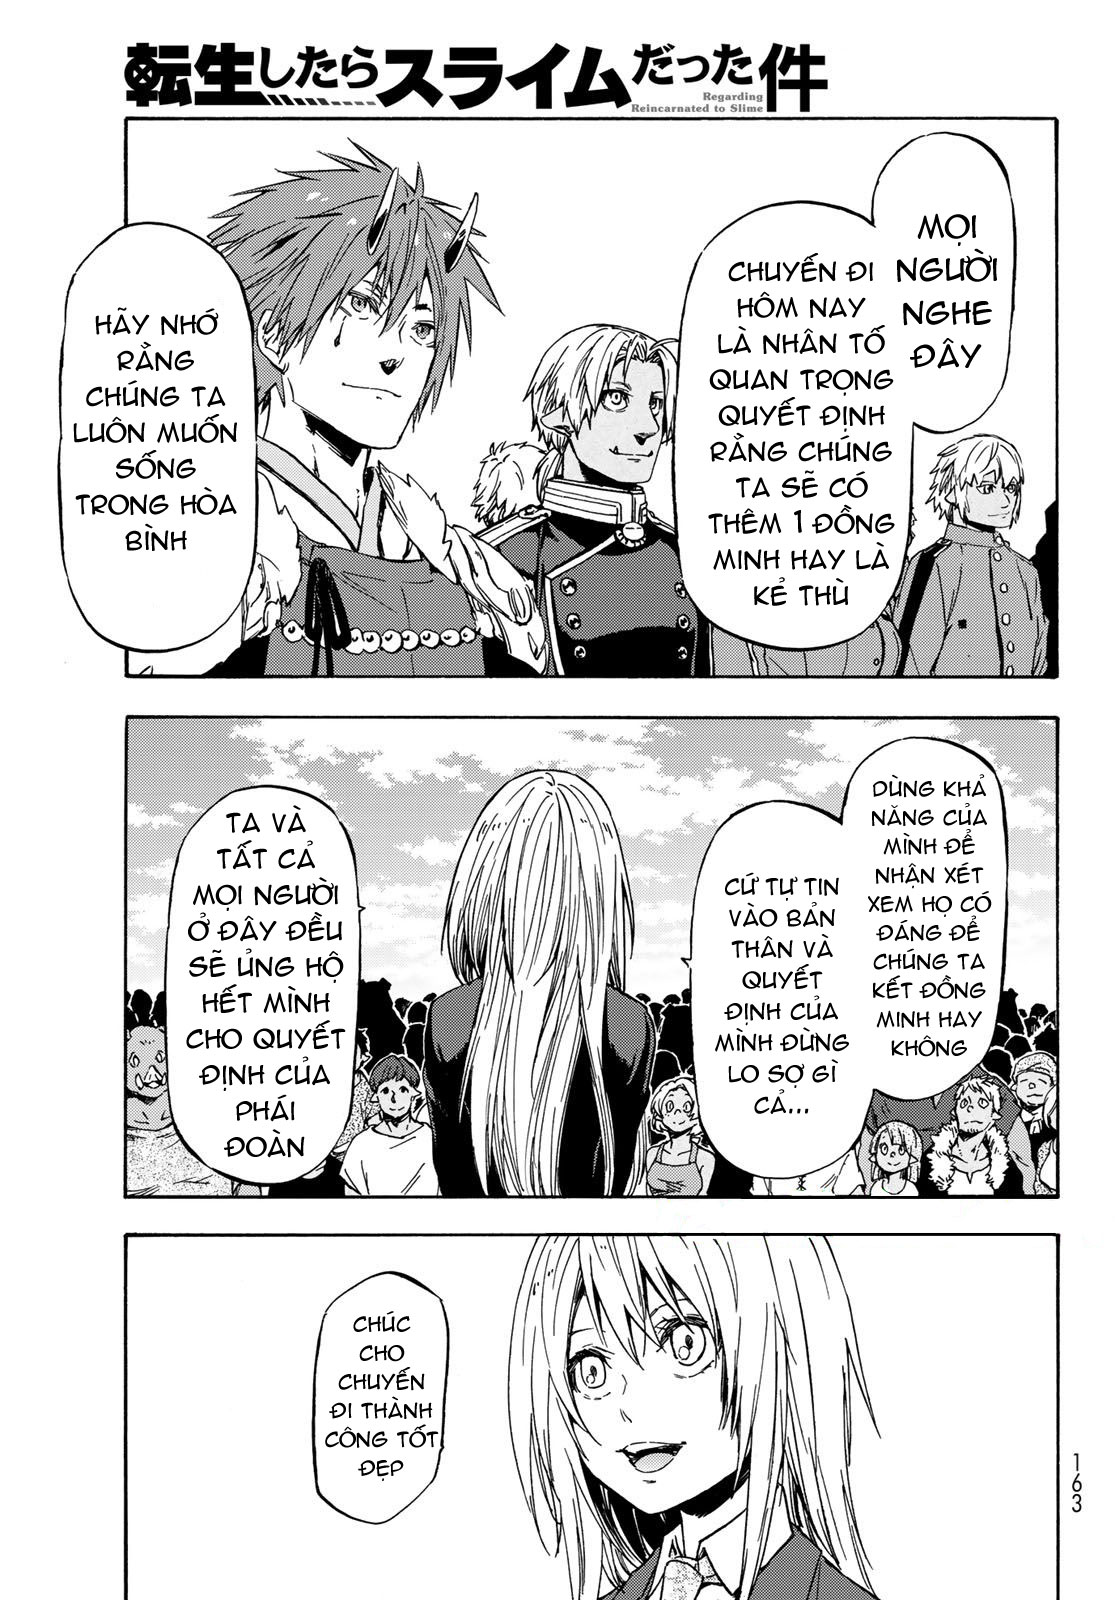 転生したらスライムだった件
Regarding
Reincarnated to Slime
MỌI
NGƯỜI
NGHE
ĐÂY
CHUYẾN ĐI
HÔM NAY
LÀ NHÂN TỐ
QUAN TRỌNG
QUYẾT ĐỊNH
RẰNG CHÚNG
TA SẼ CÓ
THÊM 1 ĐỒNG
MINH HAY LÀ
KẺ THÙ
HÃY NHỚ
RẰNG
CHÚNG TA
LUÔN MUỐN
SỐNG
TRONG HÒA
BÌNH
DÙNG KHẢ
NĂNG CỦA
MÌNH ĐỂ
NHẬN XÉT
XEM HỌ CÓ
ĐÁNG ĐỂ
CHÚNG TA
KẾT ĐỒNG
MINH HAY
KHÔNG
CỨ TỰ TIN
VÀO BẢN
THÂN VÀ
QUYẾT
ĐỊNH CỦA
MÌNH ĐỪNG
LO SỢ GÌ
CẢ...
TA VÀ
TẤT CẢ
MỌI NGƯỜI
Ở ĐÂY ĐỀU
SẼ ỦNG HỘ
HẾT MÌNH
CHO QUYẾT
ĐỊNH CỦA
PHÁI
ĐOÀN
CHÚC
CHO
CHUYẾN
ĐI THÀNH
CÔNG TỐT
ĐẸP
163